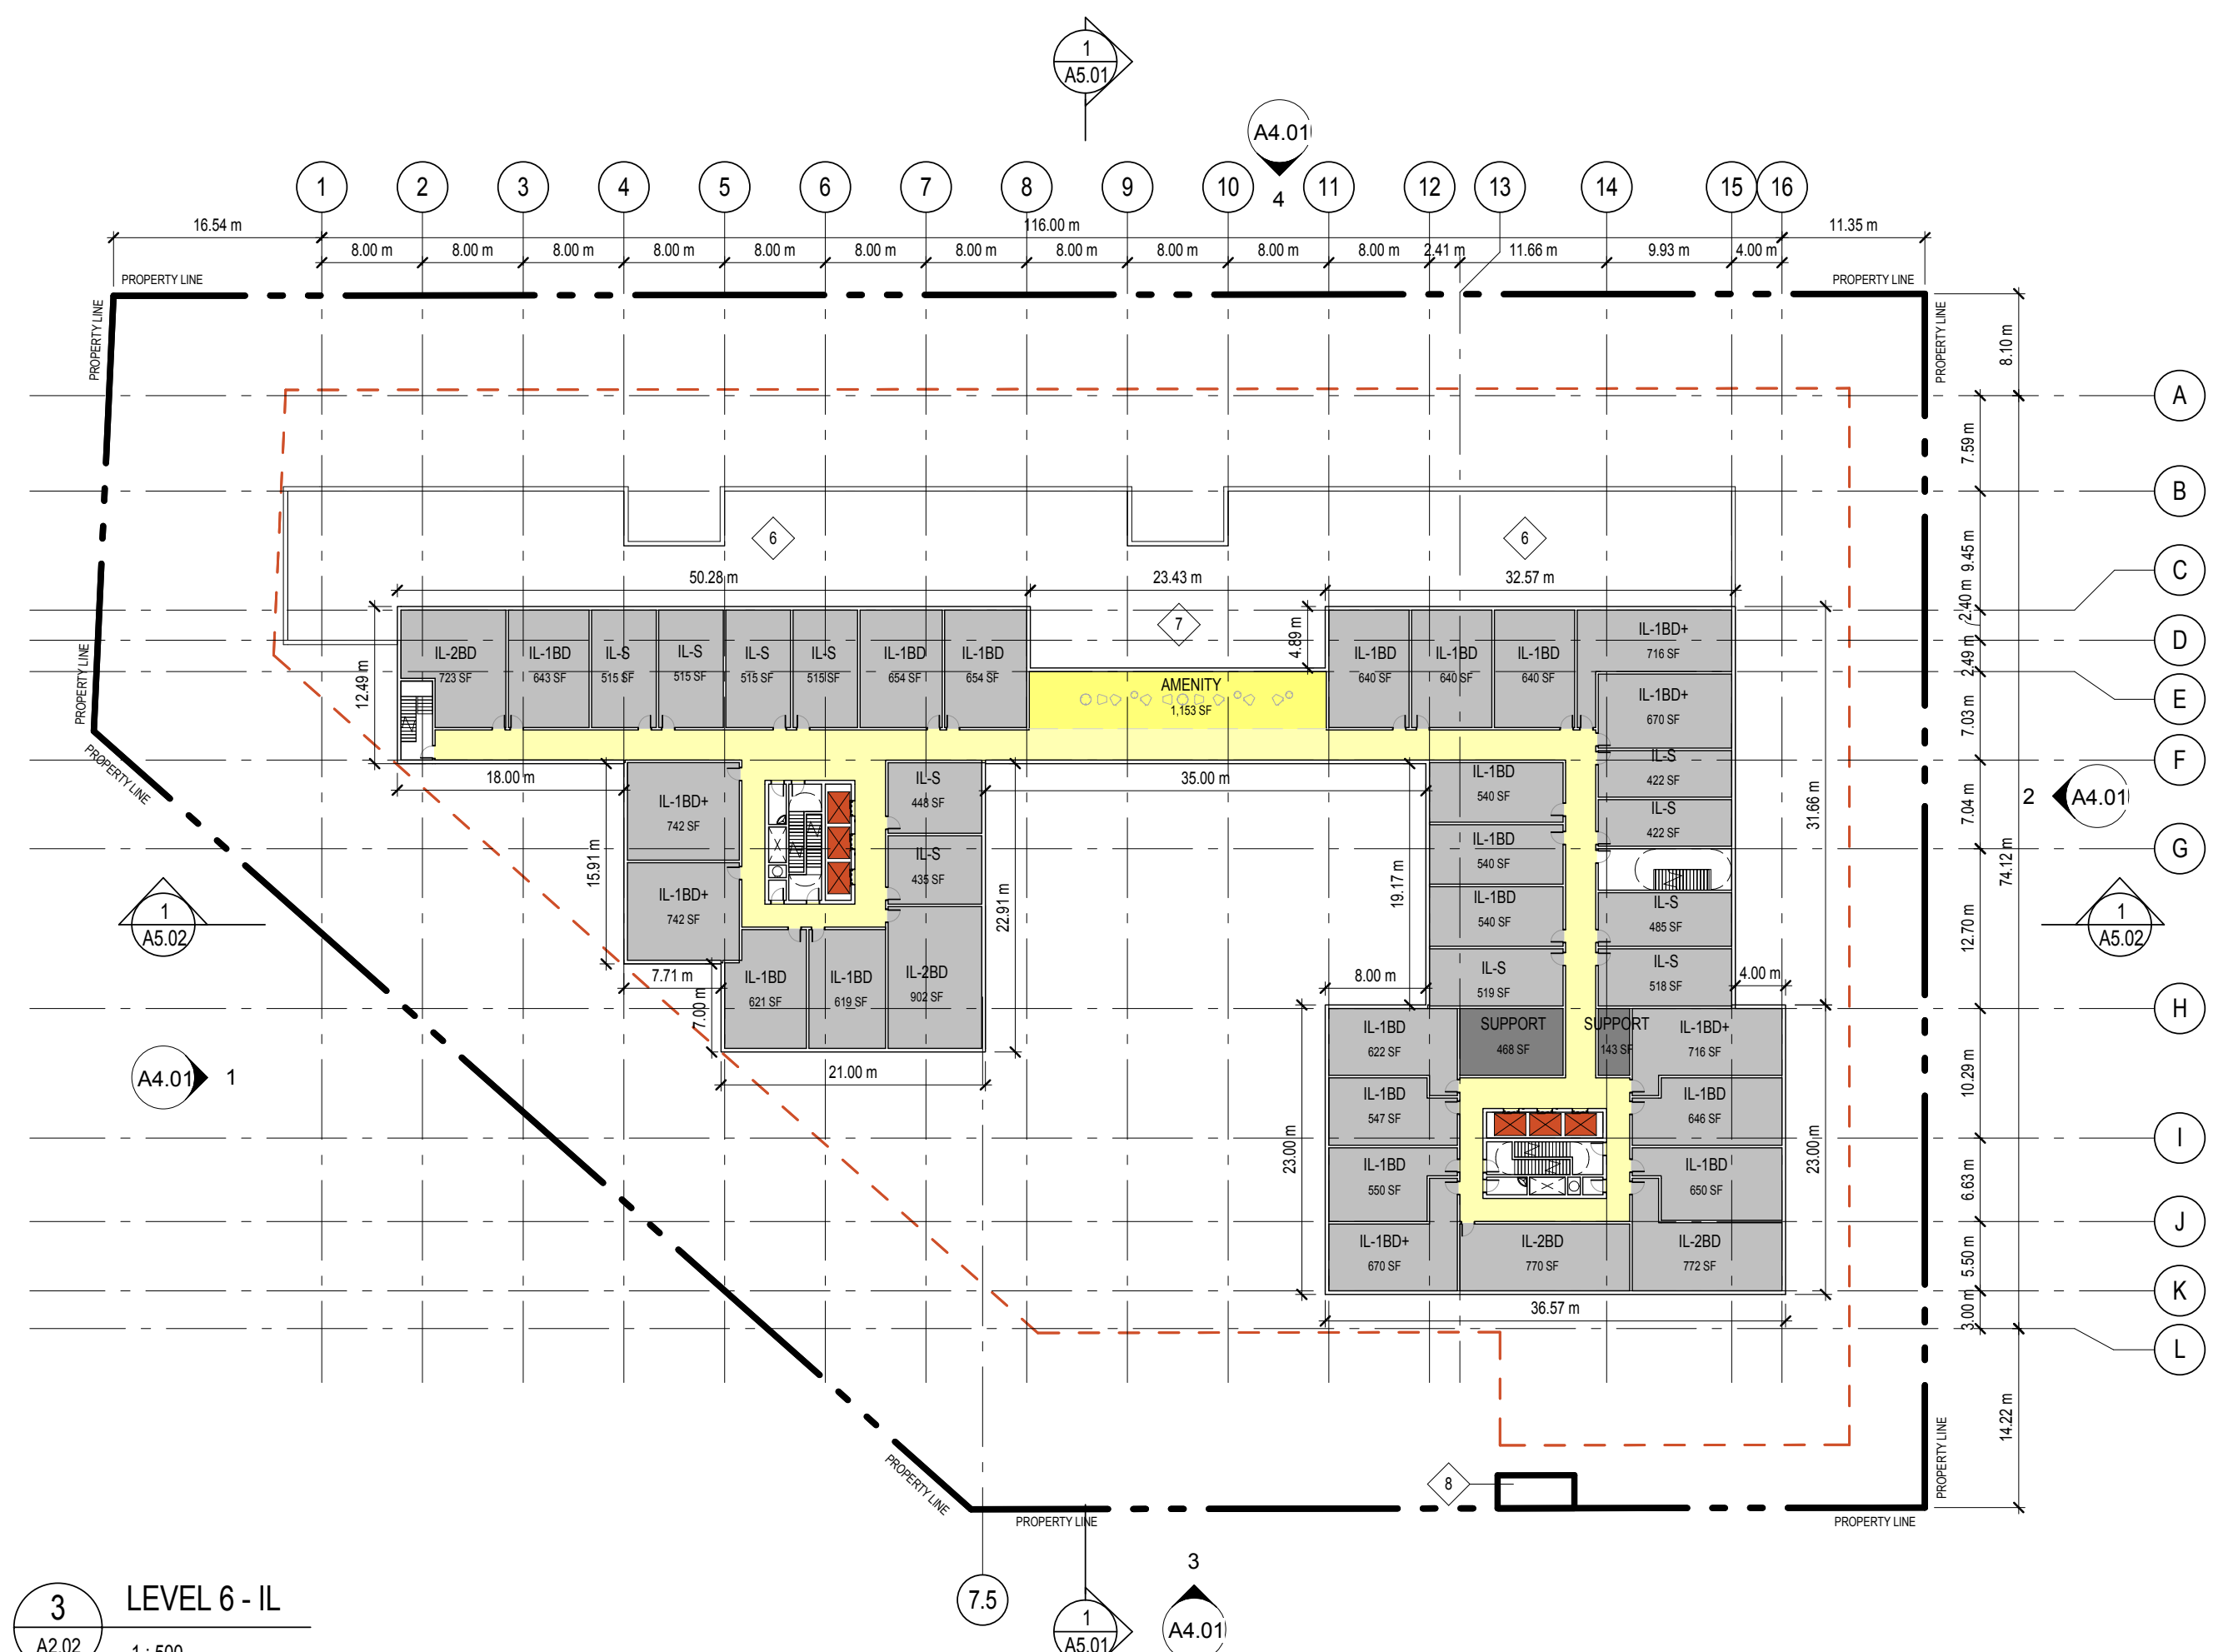 1
A5.01
A4.01
4
1 2 3 4 5 6 7 8 9 10 11 12 13 14 15 16
16.54 m
116.00 m
11.35 m
8.00 m 8.00 m 8.00 m 8.00 m 8.00 m 8.00 m 8.00 m 8.00 m 8.00 m 8.00 m 8.00 m 2.41 m 11.66 m 9.93 m 4.00 m
PROPERTY LINE
PROPERTY LINE
PROPERTY LINE
PROPERTY LINE
8.10 m
A
7.59 m
B
9.45 m
C
2.40 m
D
2.49 m
E
7.03 m
F
7.04 m
G
74.12 m
12.70 m
H
10.29 m
I
6.63 m
J
5.50 m
K
3.00 m
L
14.22 m
6
6
50.28 m
23.43 m
32.57 m
7
4.89 m
12.49 m
IL-2BD
723 SF
IL-1BD
643 SF
IL-S
515 SF
IL-S
515 SF
IL-S
515 SF
IL-S
515 SF
IL-1BD
654 SF
IL-1BD
654 SF
AMENITY
1,153 SF
IL-1BD
640 SF
IL-1BD
640 SF
IL-1BD
640 SF
IL-1BD+
716 SF
IL-1BD+
670 SF
IL-S
422 SF
IL-S
422 SF
PROPERTY LINE
PROPERTY LINE
18.00 m
35.00 m
31.66 m
2
A4.01
IL-1BD+
742 SF
IL-1BD+
742 SF
IL-S
448 SF
IL-S
435 SF
15.91 m
22.91 m
19.17 m
IL-1BD
540 SF
IL-1BD
540 SF
IL-1BD
540 SF
IL-S
519 SF
IL-S
485 SF
IL-S
518 SF
1
A5.02
1
A5.02
7.71 m
7.00 m
IL-1BD
621 SF
IL-1BD
619 SF
IL-2BD
902 SF
21.00 m
8.00 m
4.00 m
A4.01
1
IL-1BD
622 SF
SUPPORT
468 SF
SUPPORT
143 SF
IL-1BD+
716 SF
IL-1BD
547 SF
IL-1BD
646 SF
23.00 m
23.00 m
IL-1BD
550 SF
IL-1BD
650 SF
IL-1BD+
670 SF
IL-2BD
770 SF
IL-2BD
772 SF
36.57 m
8
PROPERTY LINE
PROPERTY LINE
PROPERTY LINE
PROPERTY LINE
7.5
1
A5.01
3
A4.01
3
A2.02
LEVEL 6 - IL
1 : 500